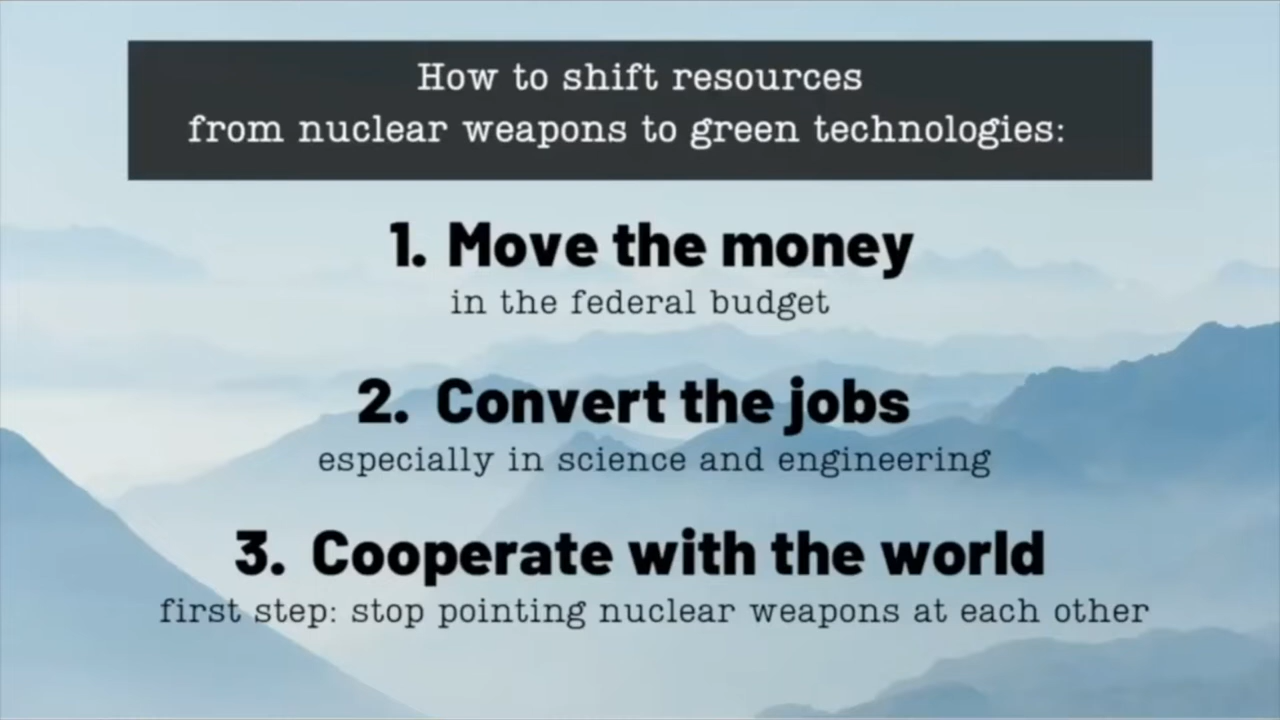 How to shift resources
from nuclear weapons to green technologies:
1. Move the money
in the federal budget
2. Convert the jobs
especially in science and engineering
3. Cooperate with the world
first step: stop pointing nuclear weapons at each other